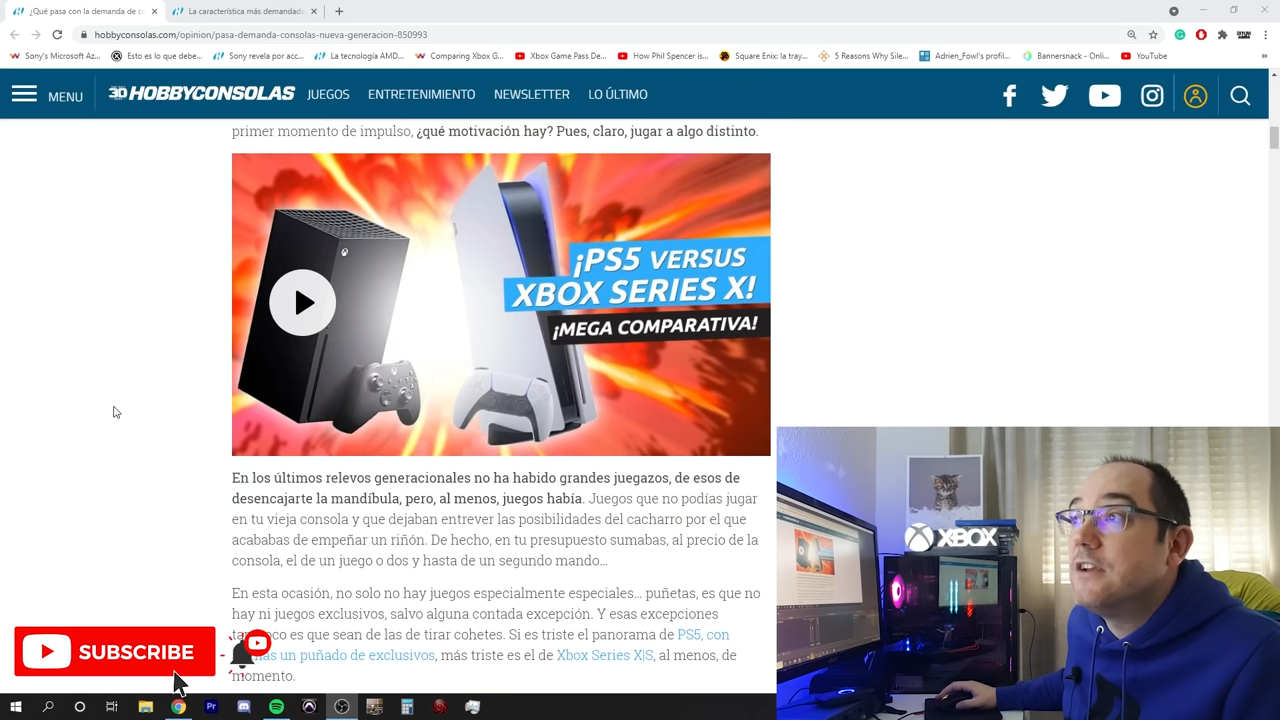 ¿Qué pasa con la demanda de c
La característica más demandad
hobbyconsolas.com/opinion/pasa-demanda-consolas-nueva-generacion-850993
Sony's Microsoft Az...
Esto es lo que debe...
Sony revela por acc...
La tecnología AMD...
Comparing Xbox G...
Xbox Game Pass De...
How Phil Spencer is...
Square Enix: la tray...
5 Reasons Why Sile...
Adrien_Fowl's profil...
Bannersnack - Onli...
YouTube
MENU
HOBBYCONSOLAS
JUEGOS
ENTRETENIMIENTO
NEWSLETTER
LO ÚLTIMO
primer momento de impulso, ¿qué motivación hay? Pues, claro, jugar a algo distinto.
¡PS5 VERSUS
XBOX SERIES X!
¡MEGA COMPARATIVA!
En los últimos relevos generacionales no ha habido grandes juegazos, de esos de
desencajarte la mandíbula, pero, al menos, juegos había. Juegos que no podías jugar
en tu vieja consola y que dejaban entrever las posibilidades del cacharro por el que
acababas de empeñar un riñón. De hecho, en tu presupuesto sumabas, al precio de la
consola, el de un juego o dos y hasta de un segundo mando...
En esta ocasión, no solo no hay juegos especialmente especiales... puñetas, es que no
hay ni juegos exclusivos, salvo alguna contada excepción. Y esas excepciones
es que sean de las de tirar cohetes. Si es triste el panorama de PS5, con
un puñado de exclusivos, más triste es el de Xbox Series X|S, al menos, de
momento.
XBOX
SUBSCRIBE